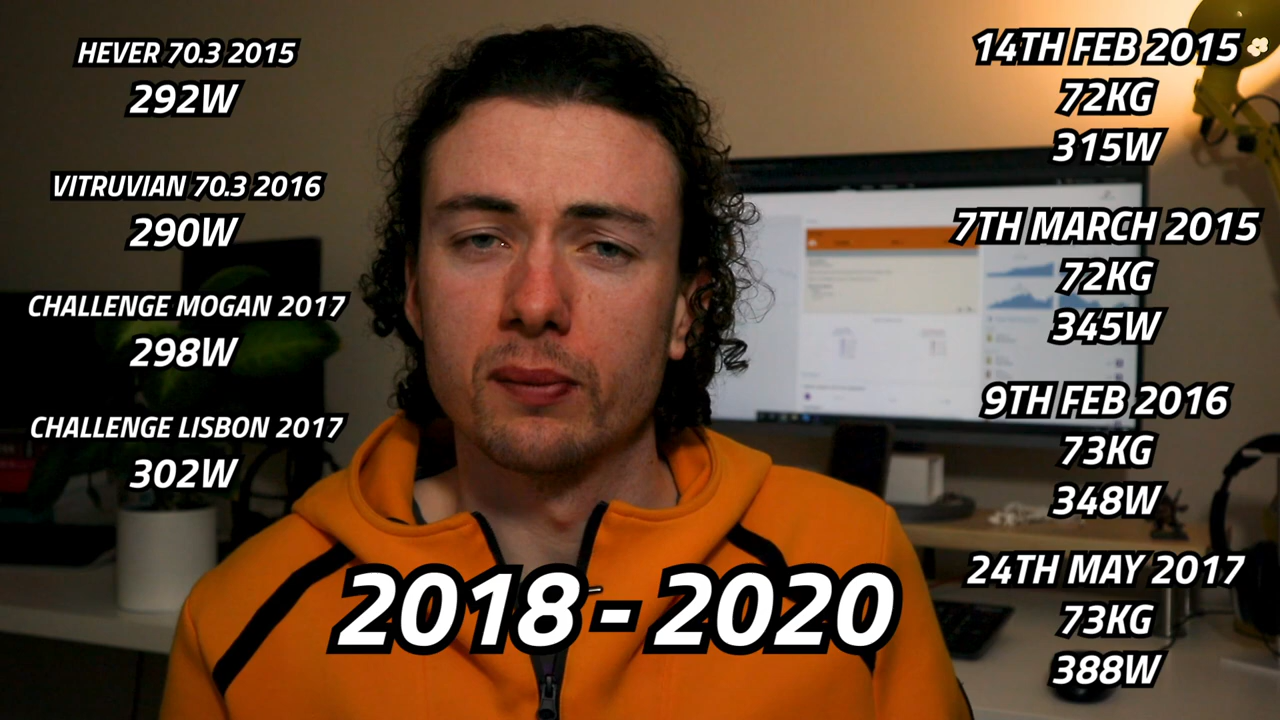 HEVER 70.3 2015
292W
VITRUVIAN 70.3 2016
290W
CHALLENGE MOGAN 2017
298W
CHALLENGE LISBON 2017
302W
14TH FEB 2015
72KG
315W
7TH MARCH 2015
72KG
345W
9TH FEB 2016
73KG
348W
24TH MAY 2017
73KG
388W
2018 - 2020